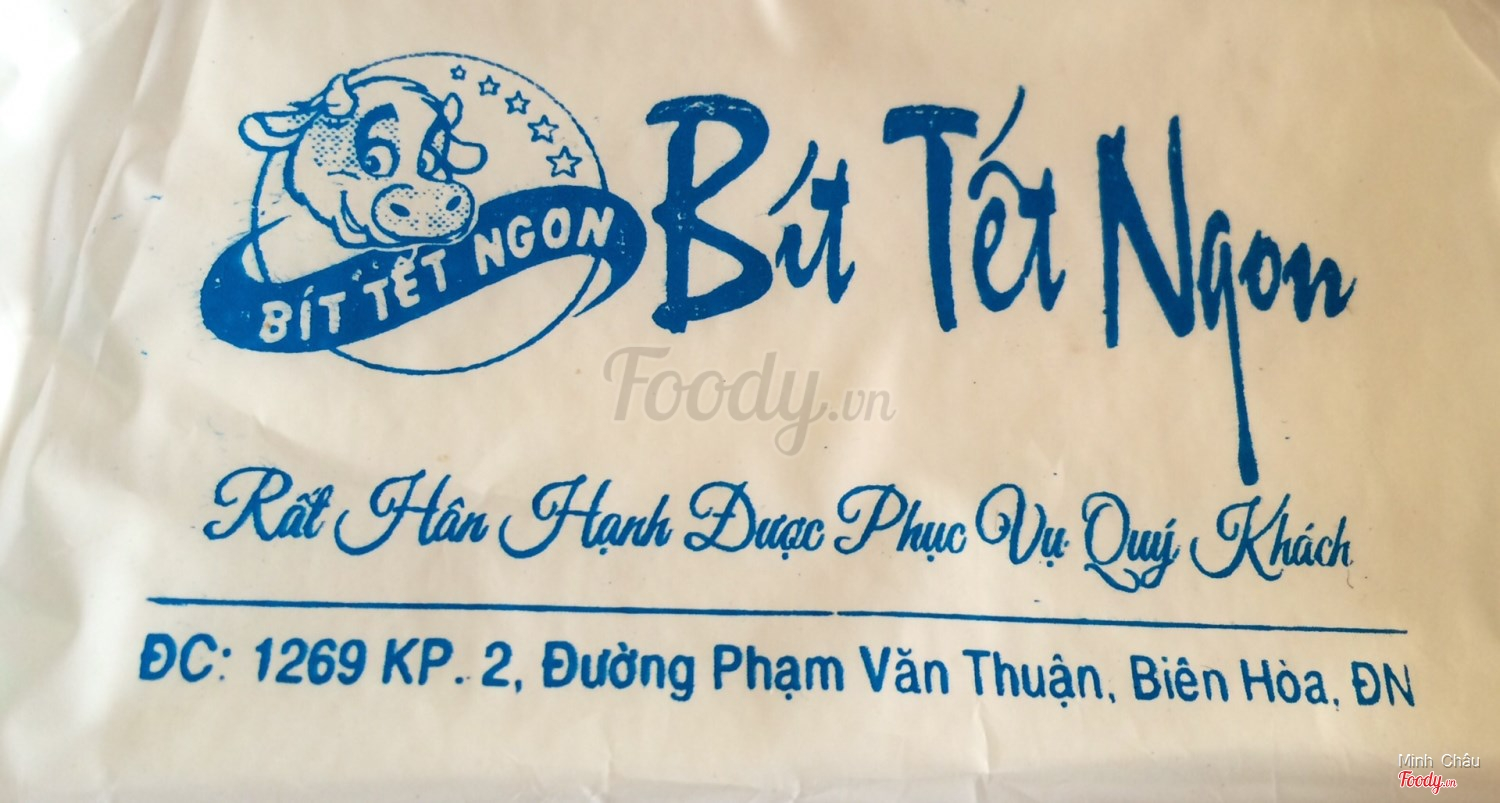 BÍT TẾT NGON
Bít Tết Ngon
Foody.vn
Rất Hân Hạnh Được Phục Vụ Quý Khách
ĐC: 1269 KP. 2, Đường Phạm Văn Thuận, Biên Hòa, ĐN
Minh Châu
Foody.vn